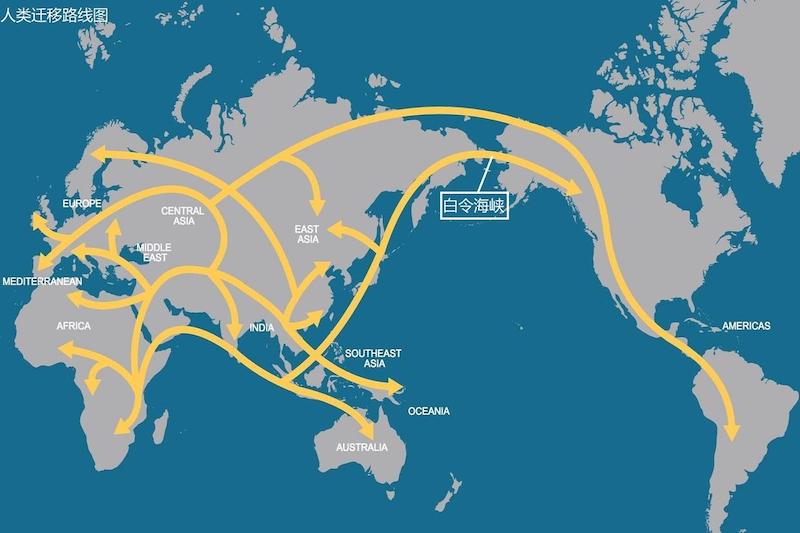 人类迁移路线图
EUROPE
CENTRAL
ASIA
白令海峡
EAST
ASIA
MIDDLE
EAST
MEDITERRANEAN
AFRICA
INDIA
AMERICAS
SOUTHEAST
ASIA
OCEANIA
AUSTRALIA